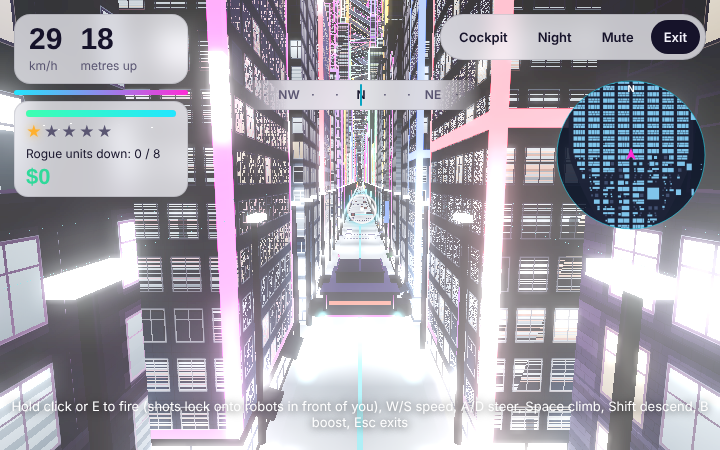 29 18
km/h metres up
Cockpit Night Mute Exit
NW · · N · · NE
N
Rogue units down: 0 / 8
$0
Hold click or E to fire (shots lock onto robots in front of you), W/S speed, A/D steer, Space climb, Shift descend, B
boost, Esc exits